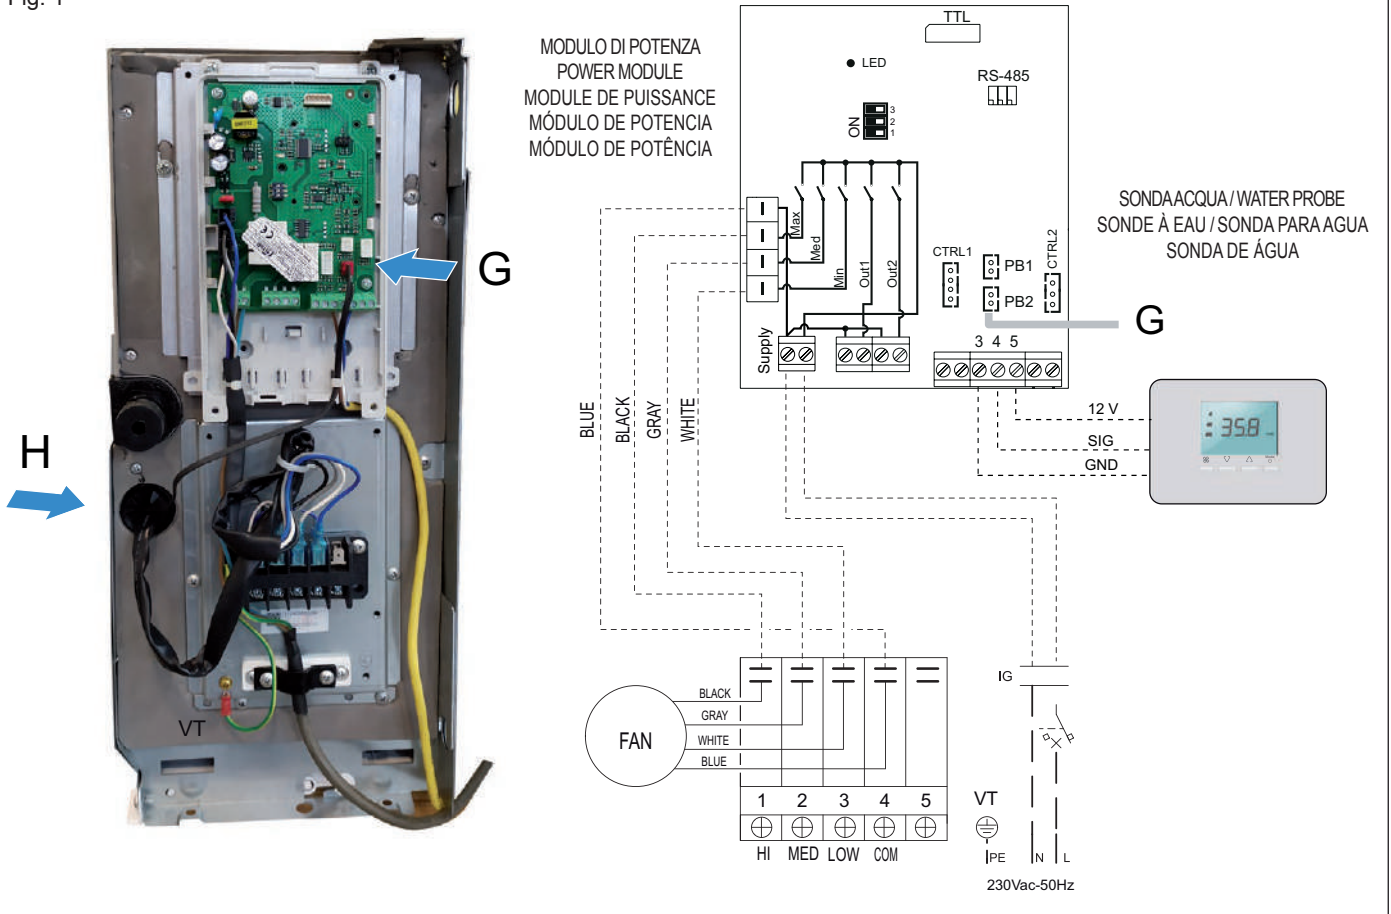 Fig. 1
MODULO DI POTENZA
POWER MODULE
MODULE DE PUISSANCE
MÓDULO DE POTENCIA
MÓDULO DE POTÊNCIA
TTL
LED
RS-485
ON
3
2
1
Max
Med
Min
Out1
Out2
CTRL1
PB1
PB2
CTRL2
SONDA ACQUA / WATER PROBE
SONDE À EAU / SONDA PARA AGUA
SONDA DE ÁGUA
G
G
H
Supply
3 4 5
12 V
SIG
GND
35.8
BLUE
BLACK
GRAY
WHITE
IG
FAN
BLACK
GRAY
WHITE
BLUE
1 2 3 4 5
HI MED LOW COM
VT
VT
PE N L
230Vac-50Hz